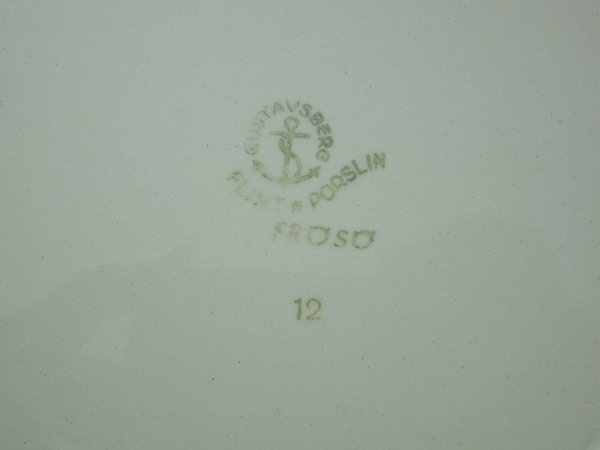 GUSTAVSBERG
FLINT PORSLIN
FRÖSÖ
12